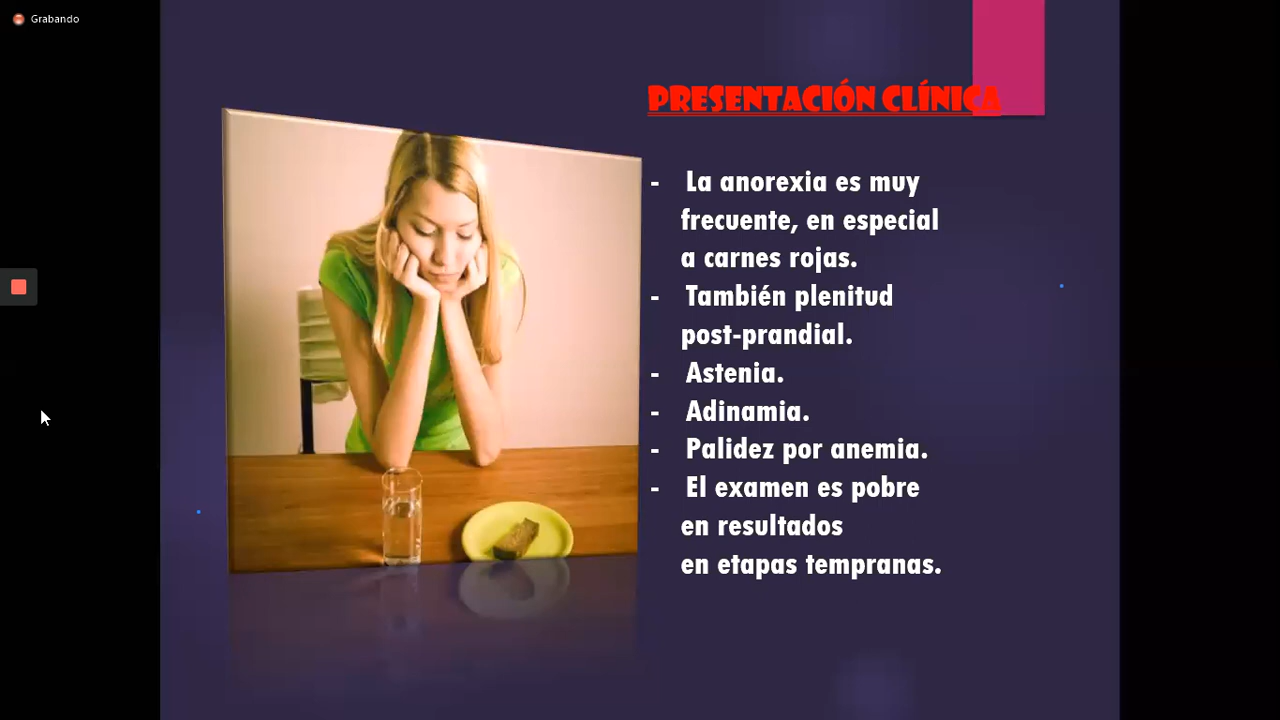 Grabando
PRESENTACIÓN CLÍNICA
- La anorexia es muy
frecuente, en especial
a carnes rojas.
- También plenitud
post-prandial.
- Astenia.
- Adinamia.
- Palidez por anemia.
- El examen es pobre
en resultados
en etapas tempranas.